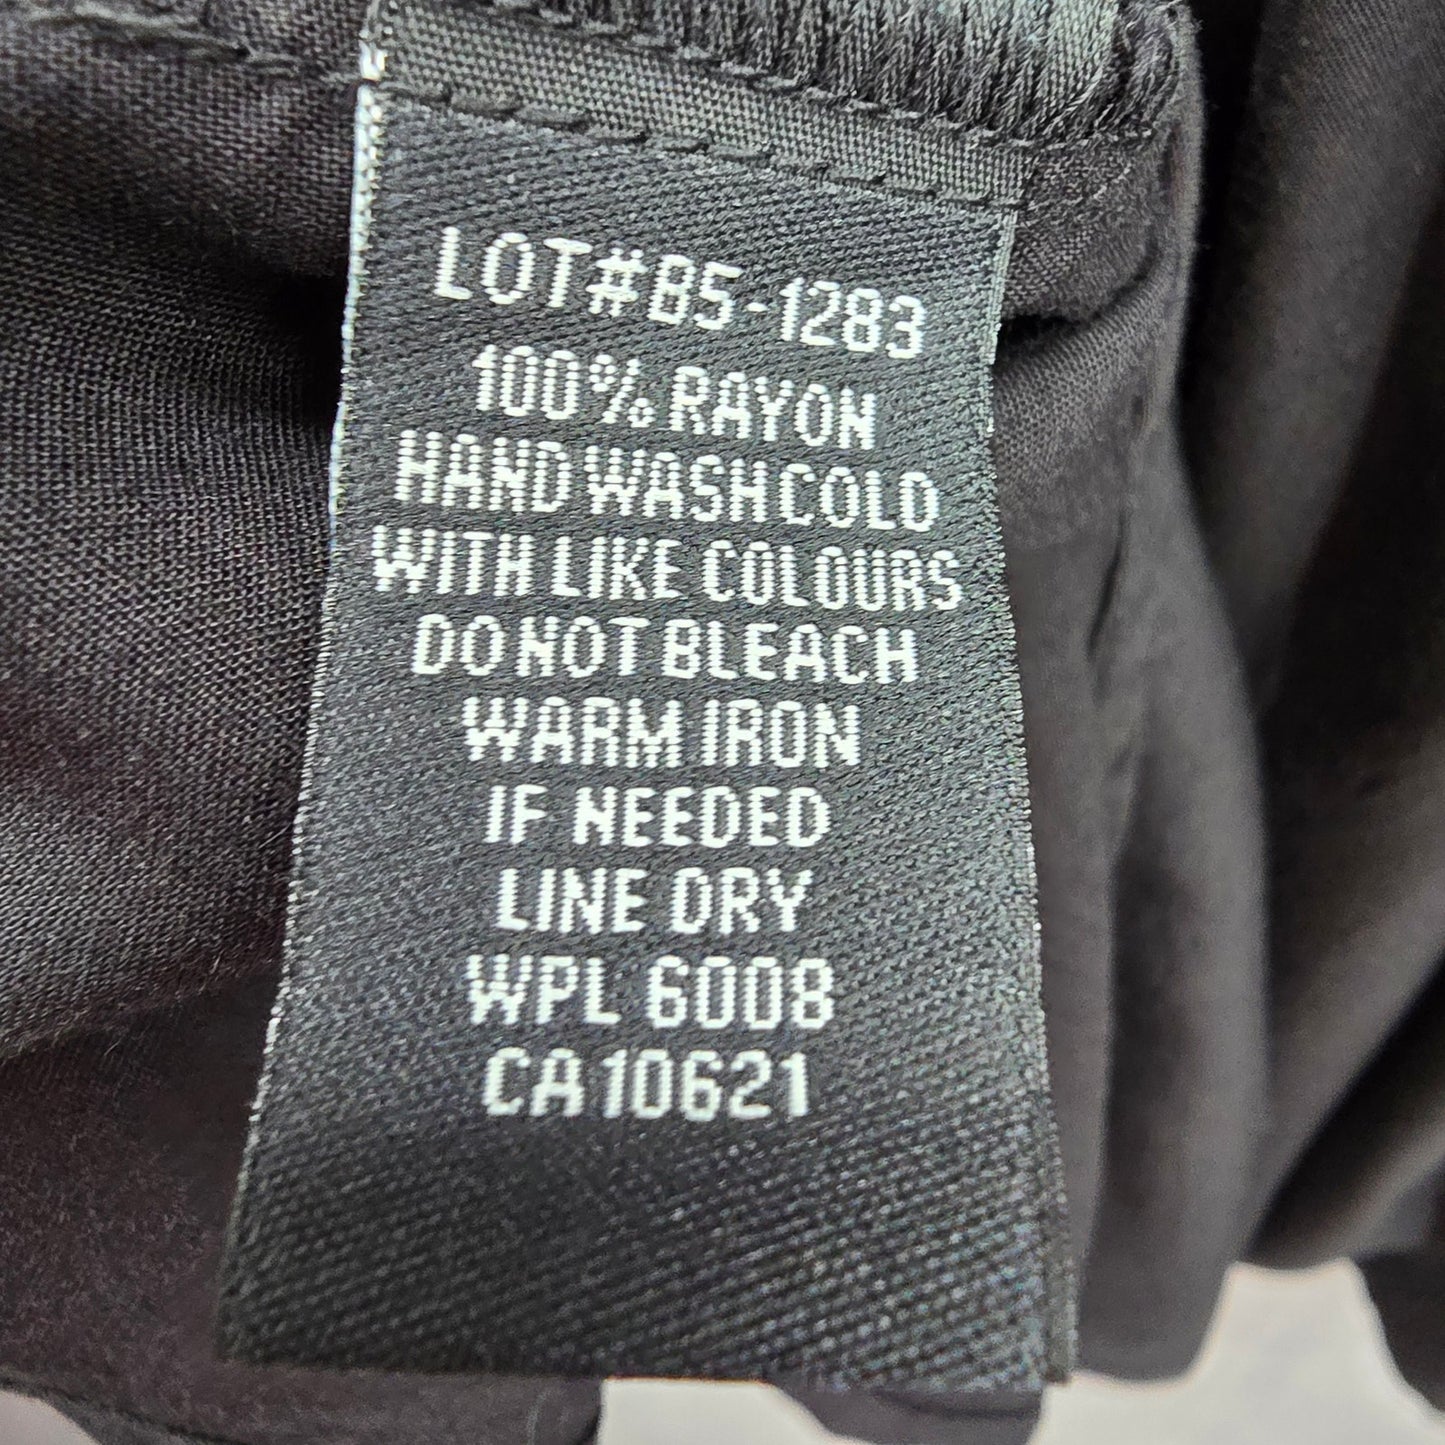 LOT#85-1283
100% RAYON
HAND WASH COLD
WITH LIKE COLOURS
DO NOT BLEACH
WARM IRON
IF NEEDED
LINE DRY
WPL 6008
CA 10621